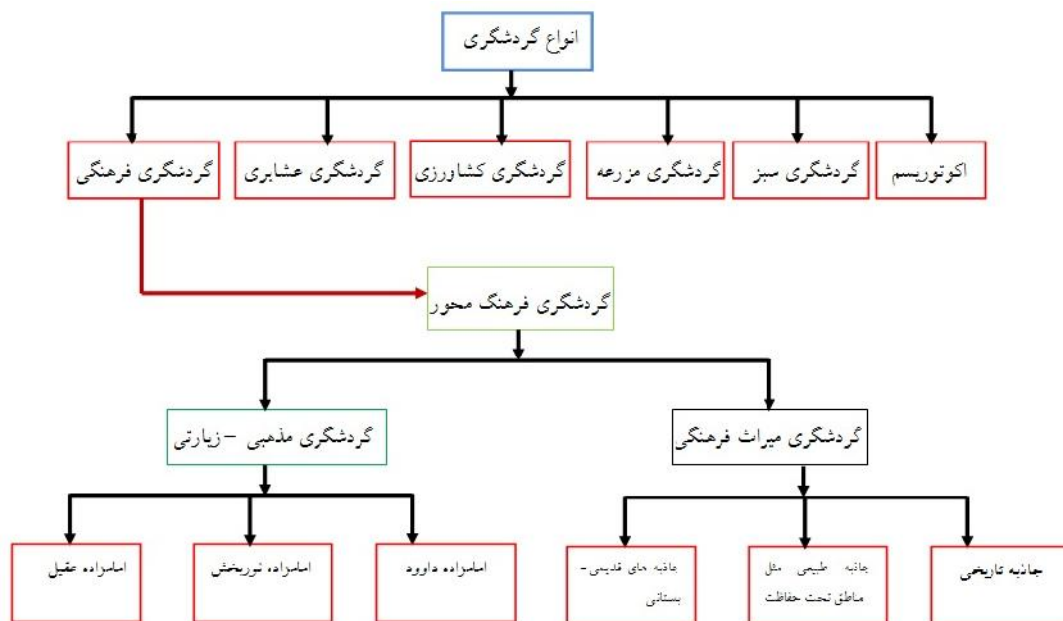 انواع گردشگری
اکوتوریسم
گردشگری سبز
گردشگری مزرعه
گردشگری کشاورزی
گردشگری عشایری
گردشگری فرهنگی
گردشگری فرهنگ محور
گردشگری میراث فرهنگی
گردشگری مذهبی – زیارتی
جاذبه تاریخی
جاذبه طبیعی مثل
مناطق تحت حفاظت
جاذبه های قدیمی-
بستانی
امامزاده داوود
امامزاده نوربخش
امامزاده عقیل